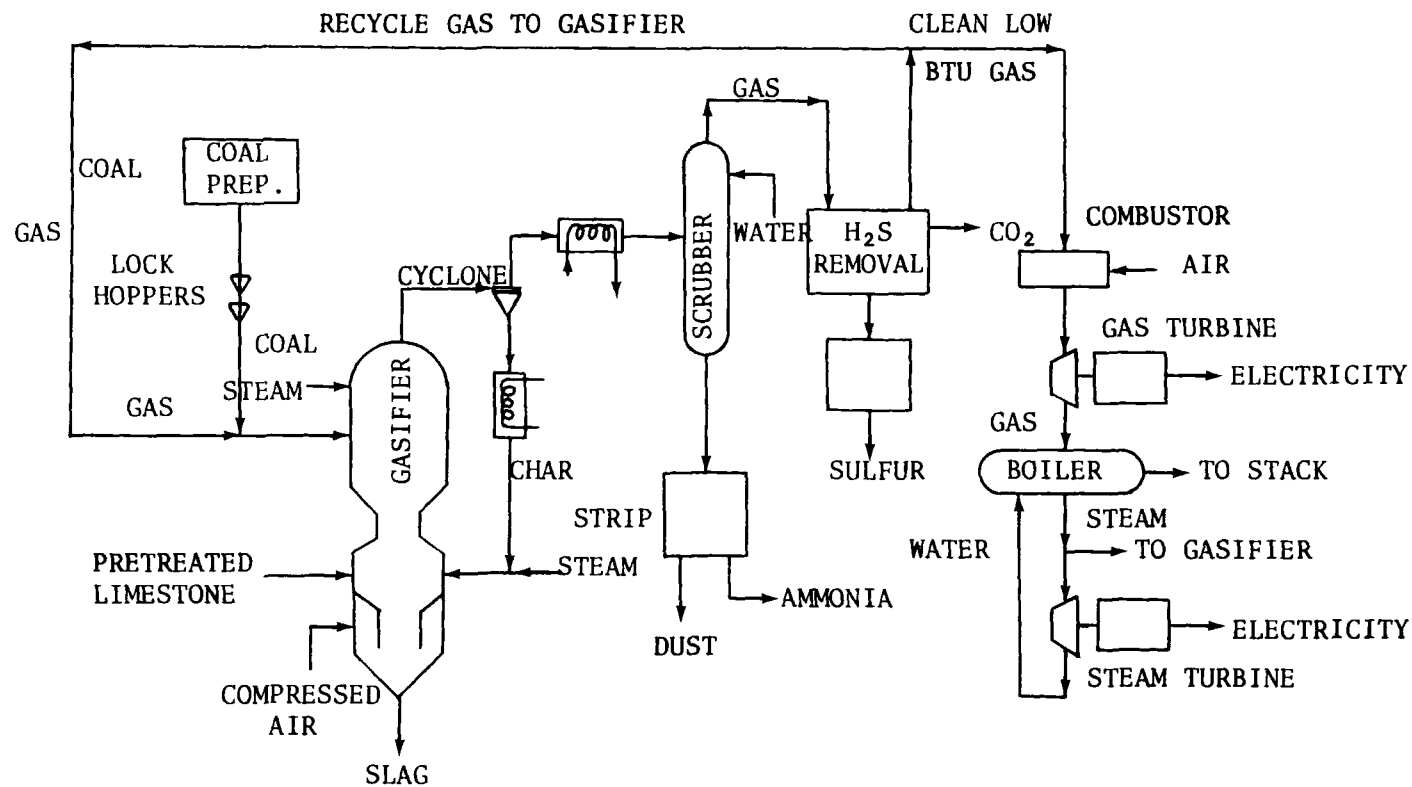 RECYCLE GAS TO GASIFIER
CLEAN LOW
BTU GAS
GAS
COAL
COAL
PREP.
GAS
LOCK
HOPPERS
CYCLONE
SCRUBBER
WATER
H₂S
REMOVAL
CO₂
COMBUSTOR
AIR
COAL
STEAM
GAS
GASIFIER
GAS TURBINE
ELECTRICITY
GAS
CHAR
SULFUR
BOILER
TO STACK
STRIP
STEAM
WATER
TO GASIFIER
PRETREATED
LIMESTONE
STEAM
AMMONIA
DUST
ELECTRICITY
STEAM TURBINE
COMPRESSED
AIR
SLAG